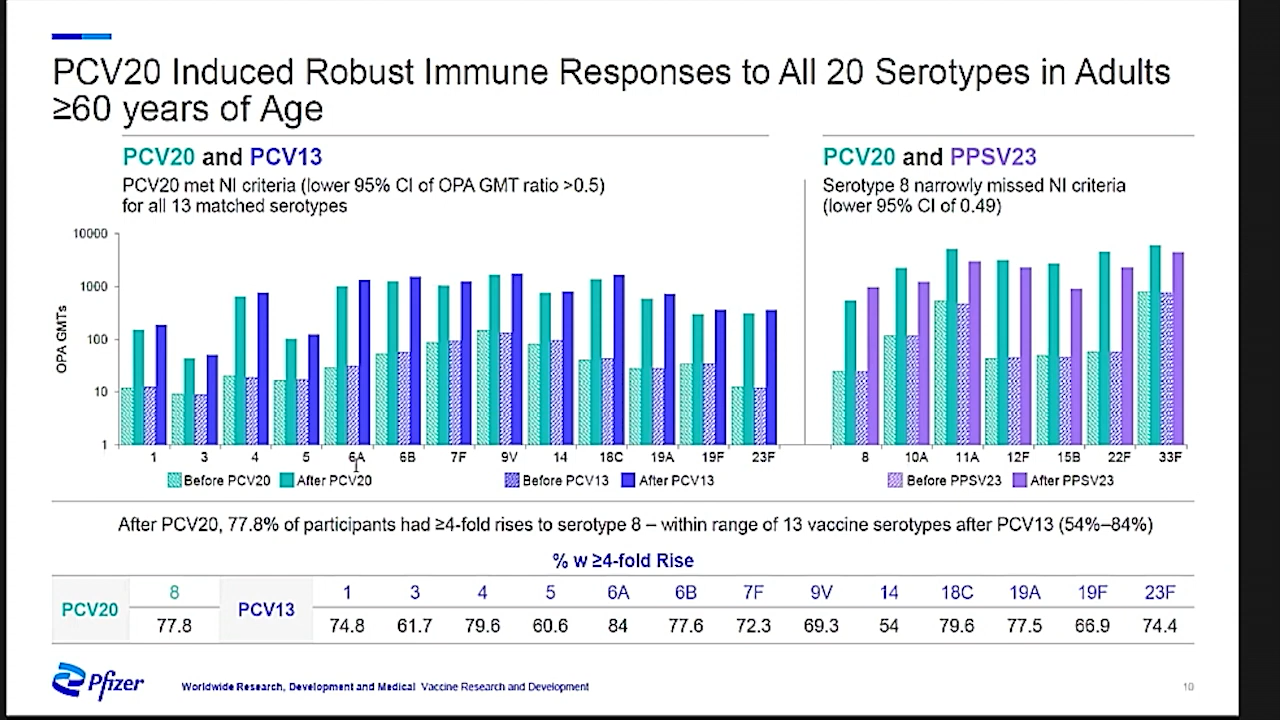 PCV20 Induced Robust Immune Responses to All 20 Serotypes in Adults
≥60 years of Age
PCV20 and PCV13
PCV20 met NI criteria (lower 95% CI of OPA GMT ratio >0.5)
for all 13 matched serotypes
PCV20 and PPSV23
Serotype 8 narrowly missed NI criteria
(lower 95% CI of 0.49)
OPA GMTs
10000
1000
100
10
1
1 3 4 5 6A 6B 7F 9V 14 18C 19A 19F 23F
8 10A 11A 12F 15B 22F 33F
Before PCV20 After PCV20 Before PCV13 After PCV13
Before PPSV23 After PPSV23
After PCV20, 77.8% of participants had ≥4-fold rises to serotype 8 – within range of 13 vaccine serotypes after PCV13 (54%–84%)
% w ≥4-fold Rise
PCV20 8 PCV13 1 3 4 5 6A 6B 7F 9V 14 18C 19A 19F 23F
77.8 74.8 61.7 79.6 60.6 84 77.6 72.3 69.3 54 79.6 77.5 66.9 74.4
Pfizer
Worldwide Research, Development and Medical Vaccine Research and Development
10